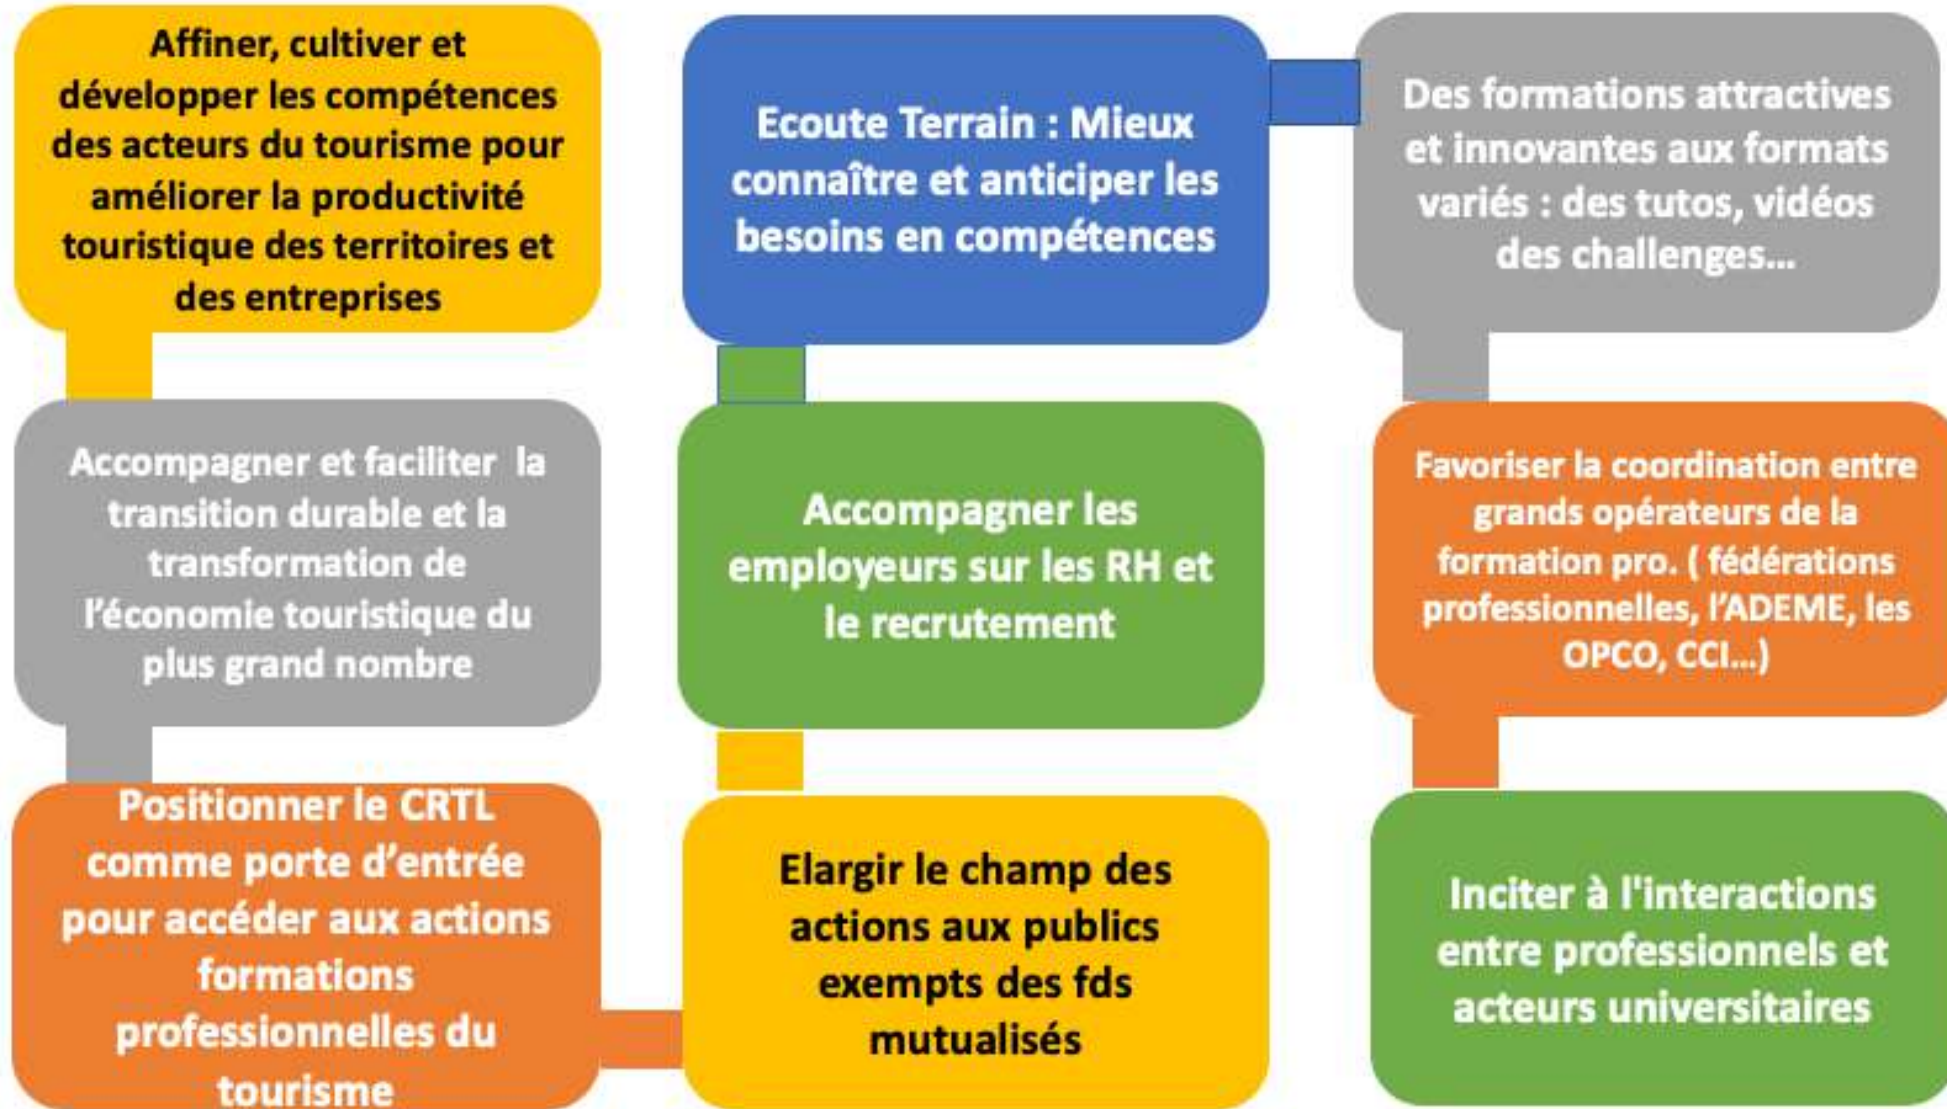 Affiner, cultiver et
développer les compétences
des acteurs du tourisme pour
améliorer la productivité
touristique des territoires et
des entreprises
Accompagner et faciliter  la
transition durable et la
transformation de
l’économie touristique du
plus grand nombre
Positionner le CRTL
comme porte d’entrée
pour accéder aux actions
formations
professionnelles du
tourisme
Elargir le champ des
actions aux publics
exempts des fds
mutualisés
Accompagner les
employeurs sur les RH et
le recrutement
Ecoute Terrain : Mieux
connaître et anticiper les
besoins en compétences
Des formations attractives
et innovantes aux formats
variés : des tutos, vidéos
des challenges…
Favoriser la coordination entre
grands opérateurs de la
formation pro. ( fédérations
professionnelles, l’ADEME, les
OPCO, CCI…)
Inciter à l'interactions
entre professionnels et
acteurs universitaires